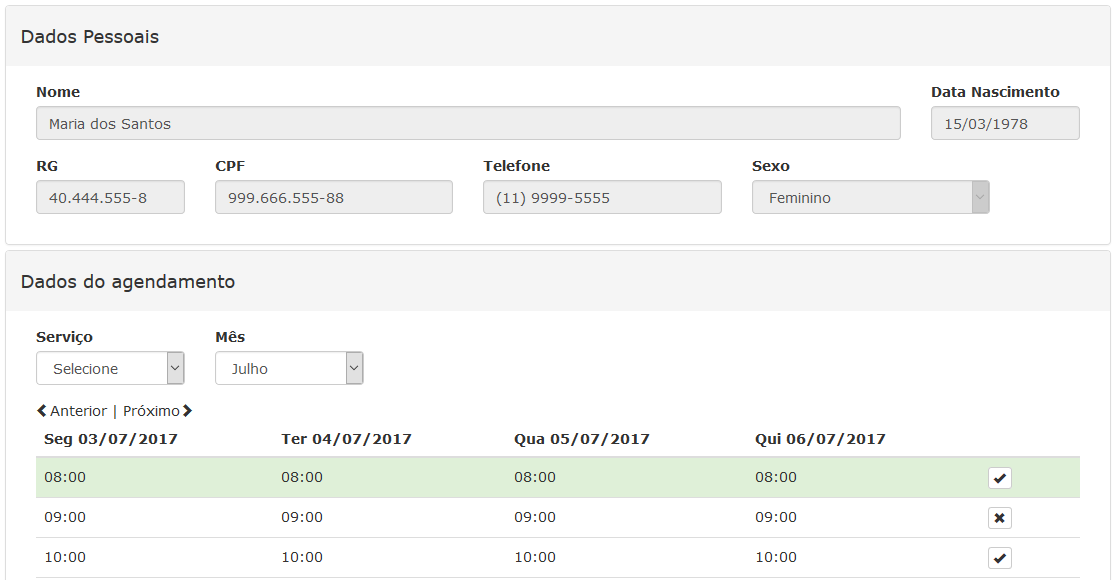 Dados Pessoais
Nome Data Nascimento
Maria dos Santos 15/03/1978
RG CPF Telefone Sexo
40.444.555-8 999.666.555-88 (11) 9999-5555 Feminino
Dados do agendamento
Serviço Mês
Selecione Julho
Anterior | Próximo
Seg 03/07/2017 Ter 04/07/2017 Qua 05/07/2017 Qui 06/07/2017
08:00 08:00 08:00 08:00
09:00 09:00 09:00 09:00
10:00 10:00 10:00 10:00